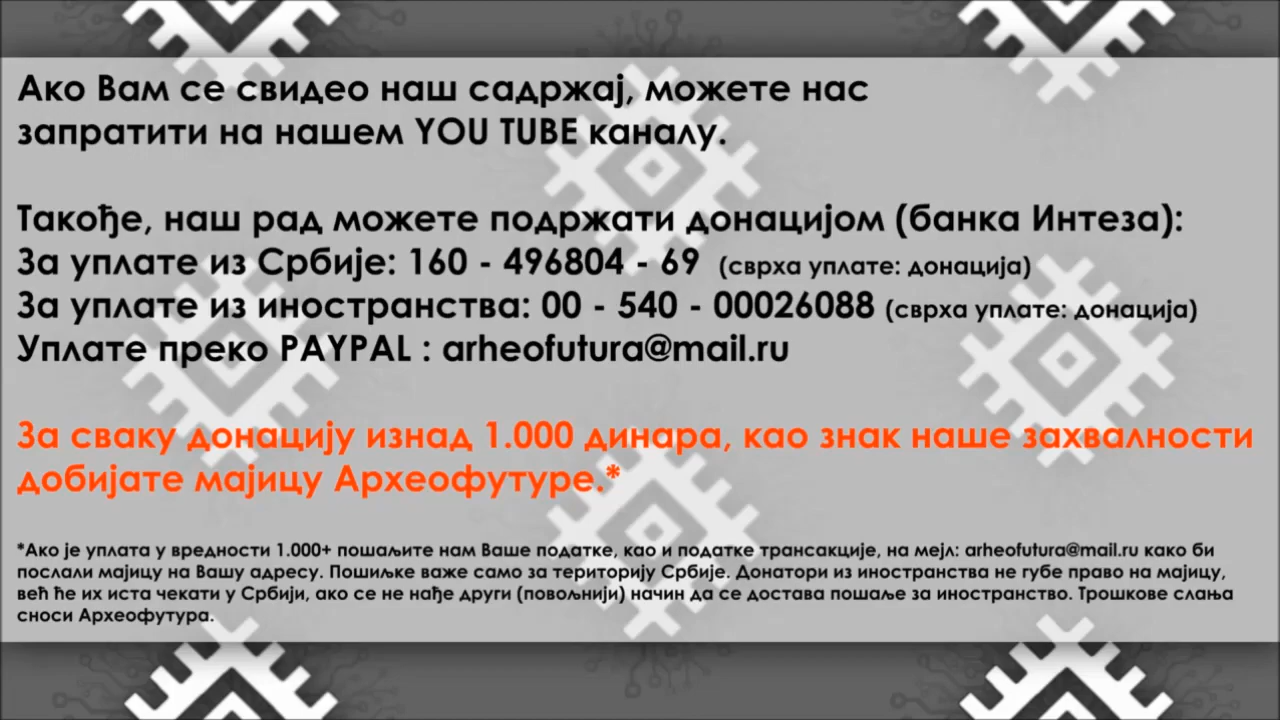 Ако Вам се свидео наш садржај, можете нас
запратити на нашем YOU TUBE каналу.
Такође, наш рад можете подржати донацијом (банка Интеза):
За уплате из Србије: 160 - 496804 - 69 (сврха уплате: донација)
За уплате из иностранства: 00 - 540 - 00026088 (сврха уплате: донација)
Уплате преко PAYPAL : arheofutura@mail.ru
За сваку донацију изнад 1.000 динара, као знак наше захвалности
добијате мајицу Археофутуре.*
*Ако је уплата у вредности 1.000+ пошаљите нам Ваше податке, као и податке трансакције, на мејл: arheofutura@mail.ru како би
послали мајицу на Вашу адресу. Пошиљке важе само за територију Србије. Донатори из иностранства не губе право на мајицу,
већ ће их иста чекати у Србији, ако се не нађе други (повољнији) начин да се достава пошаље за иностранство. Трошкове слања
сноси Археофутура.